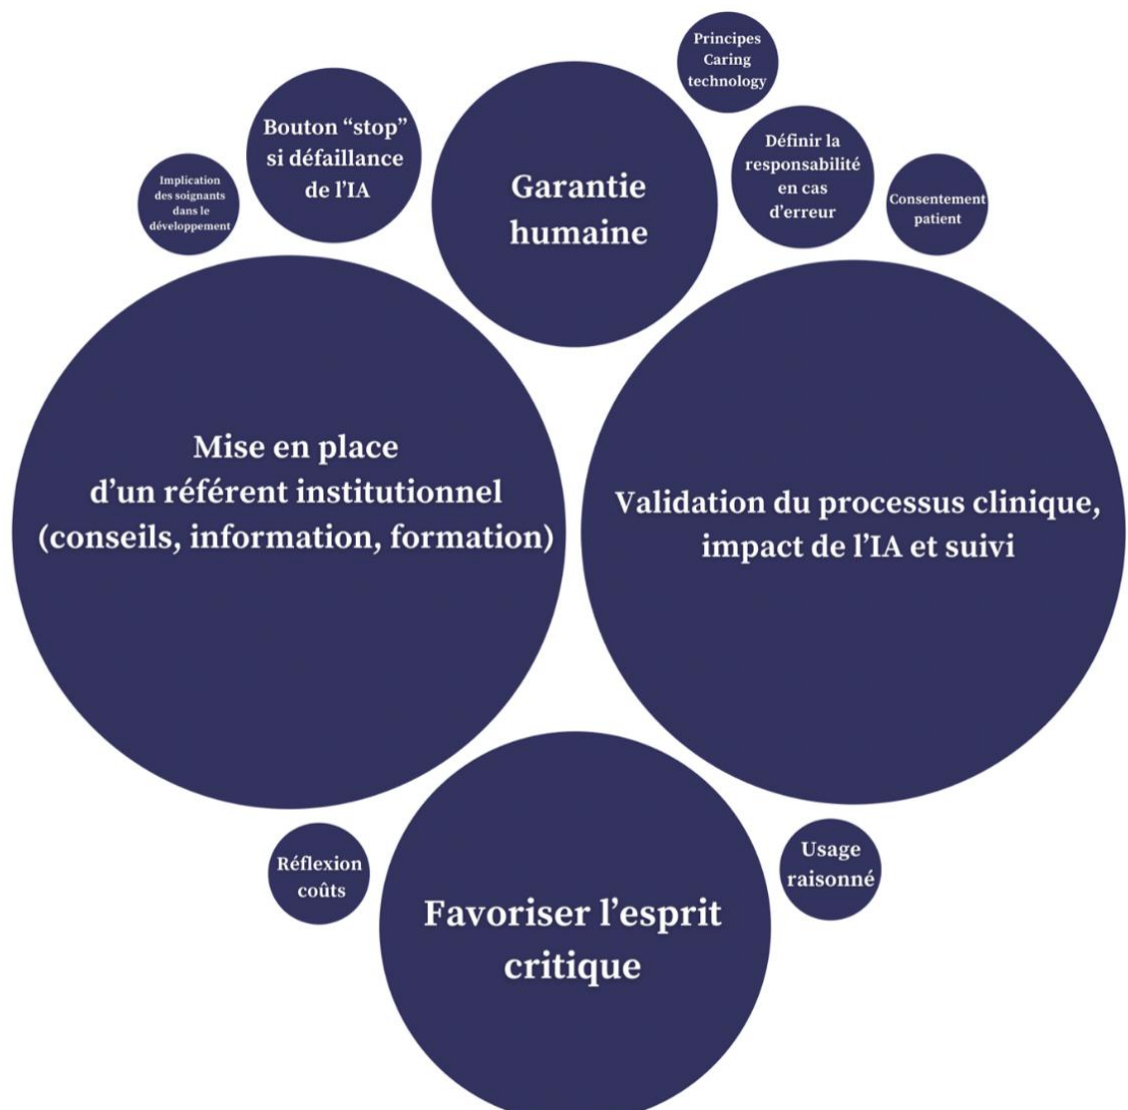 Principes
Caring
technology
Bouton “stop”
si défaillance
de l’IA
Définir la
responsabilité
en cas
d’erreur
Implication
des soignants
dans le
développement
Garantie
humaine
Consentement
patient
Mise en place
d’un référent institutionnel
(conseils, information, formation)
Validation du processus clinique,
impact de l’IA et suivi
Réflexion
coûts
Usage
raisonné
Favoriser l’esprit
critique